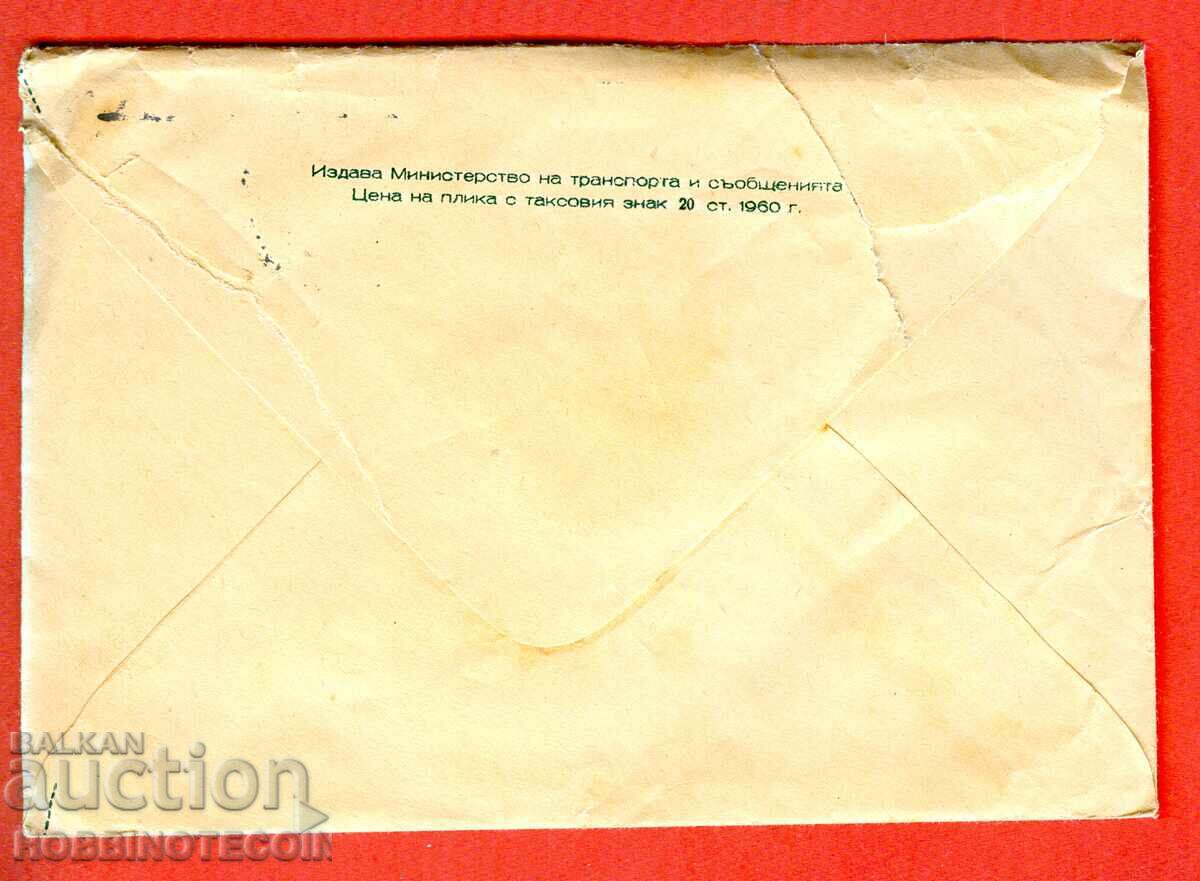 Издава Министерство на транспорта и съобщенията
Цена на плика с таксовия знак 20 ст. 1960 г.
BALKAN
auction
HOBBINOTECOIN